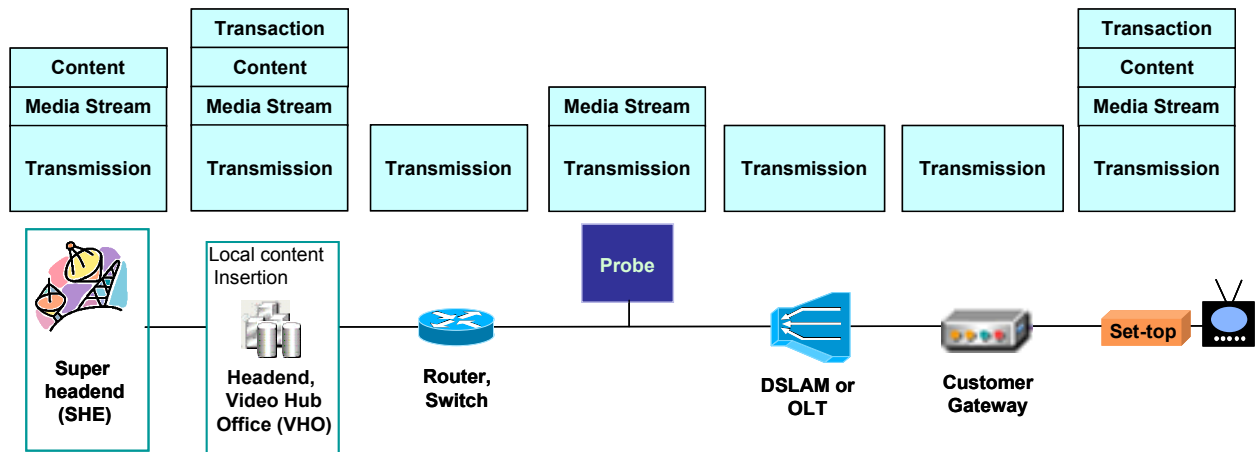 Content
Media Stream
Transmission
Transaction
Content
Media Stream
Transmission
Transmission
Media Stream
Transmission
Transmission
Transmission
Transaction
Content
Media Stream
Transmission
Super
headend
(SHE)
Local content
Insertion
Headend,
Video Hub
Office (VHO)
Router,
Switch
Probe
DSLAM or
OLT
Customer
Gateway
Set-top